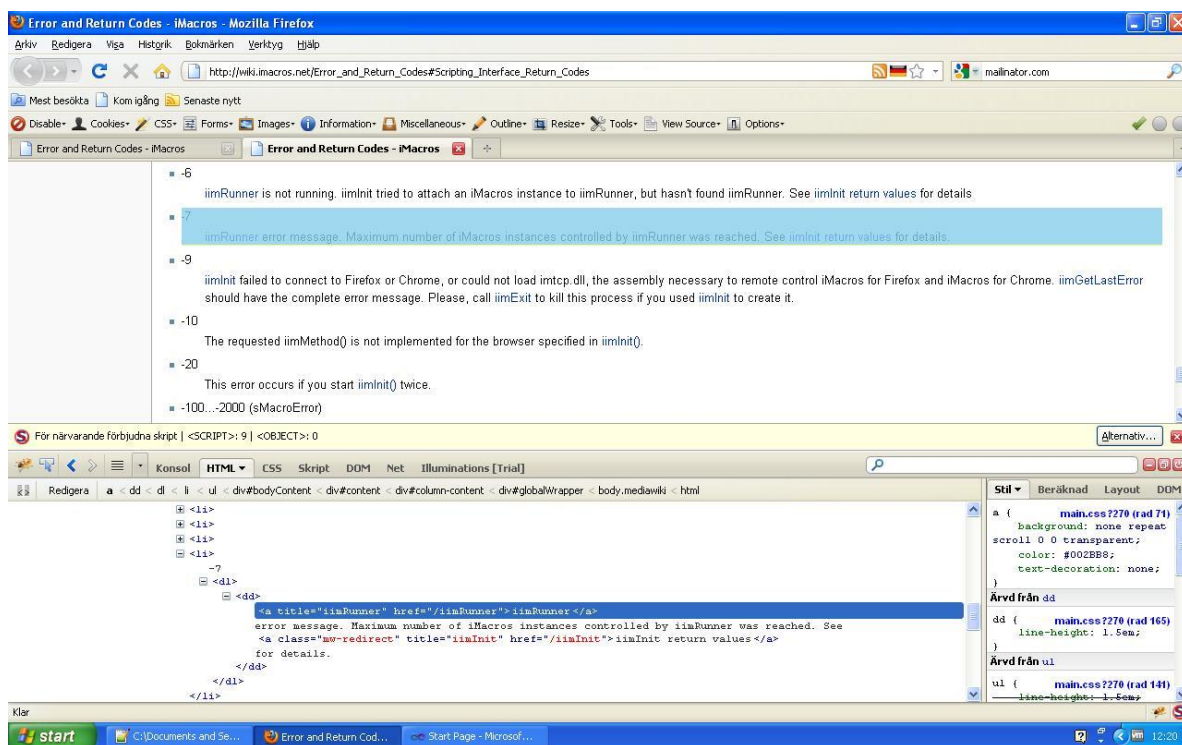 Error and Return Codes - iMacros - Mozilla Firefox
Arkiv Redigera Visa Historik Bokmärken Verktyg Hjälp
http://wiki.imacros.net/Error_and_Return_Codes#Scripting_Interface_Return_Codes mailinator.com
Mest besökta Kom igång Senaste nytt
Disable Cookies CSS Forms Images Information Miscellaneous Outline Resize Tools View Source Options
Error and Return Codes - iMacros Error and Return Codes - iMacros
-6
iimRunner is not running. iimInit tried to attach an iMacros instance to iimRunner, but hasn't found iimRunner. See iimInit return values for details
-7
iimRunner error message. Maximum number of iMacros instances controlled by iimRunner was reached. See iimInit return values for details.
-9
iimInit failed to connect to Firefox or Chrome, or could not load imtcp.dll, the assembly necessary to remote control iMacros for Firefox and iMacros for Chrome. iimGetLastError
should have the complete error message. Please, call iimExit to kill this process if you used iimInit to create it.
-10
The requested iimMethod() is not implemented for the browser specified in iimInit().
-20
This error occurs if you start iimInit() twice.
-100...-2000 (sMacroError)
För närvarande förbjudna skript | <SCRIPT>: 9 | <OBJECT>: 0 Alternativ...
Konsol HTML CSS Skript DOM Net Illuminations [Trial]
Redigera a < dd < dl < li < ul < div#bodyContent < div#content < div#column-content < div#globalWrapper < body.mediawiki < html
Stil Beräknad Layout DOM
<li>
<li>
<li>
<li>
-7
<dl>
<dd>
<a title="iimRunner" href="/iimRunner">iimRunner</a>
error message. Maximum number of iMacros instances controlled by iimRunner was reached. See
<a class="mw-redirect" title="iimInit" href="/iimInit">iimInit return values</a>
for details.
</dd>
</dl>
</li>
a { main.css?270 (rad 71)
background: none repeat
scroll 0 0 transparent;
color: #002BB8;
text-decoration: none;
}
Ärvd från dd
dd { main.css?270 (rad 165)
line-height: 1.5em;
}
Ärvd från ul
ul { main.css?270 (rad 141)
line-height: 1.5em;
Klar
start C:\Documents and Se... Error and Return Cod... Start Page - Microsof... 12:20